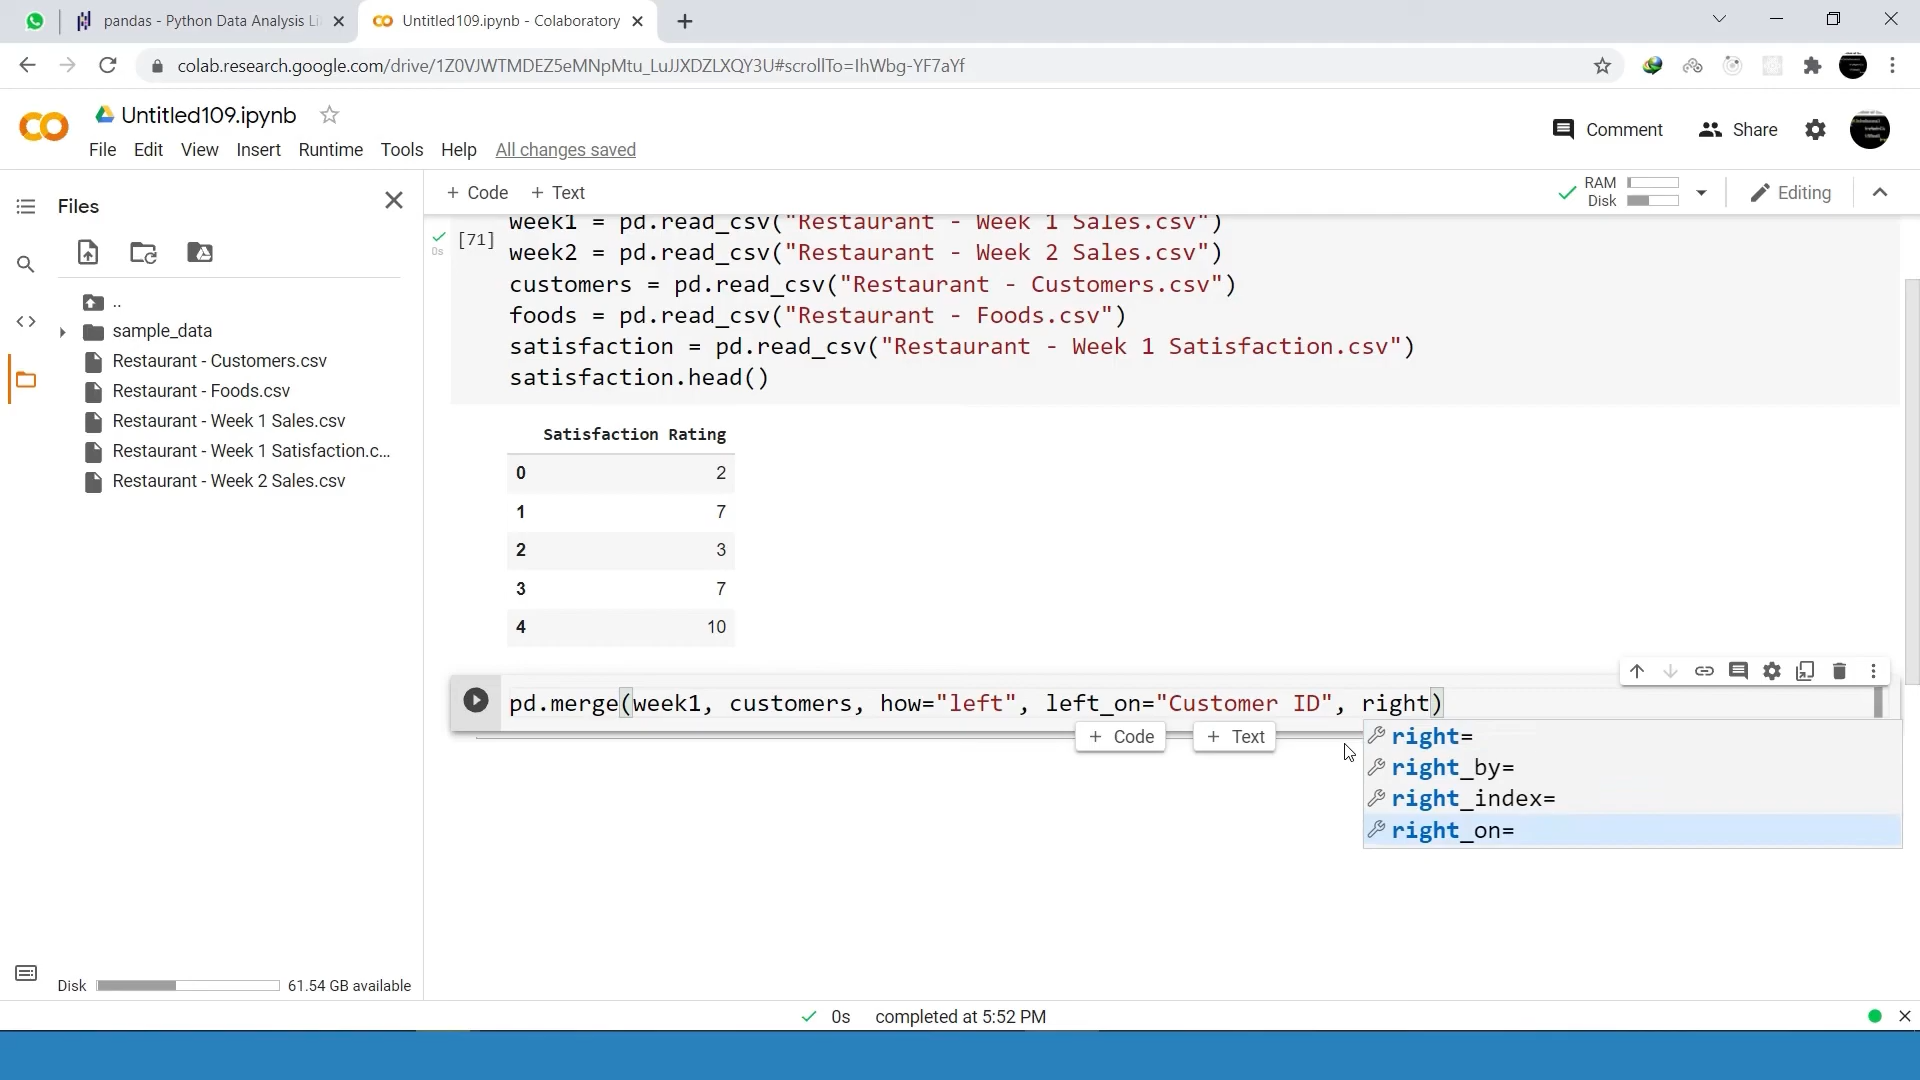 pandas - Python Data Analysis Li
Untitled109.ipynb - Colaboratory
colab.research.google.com/drive/1Z0VJWTMDEZ5eMNpMtu_LuJJXDZLXQY3U#scrollTo=IhWbg-YF7aYf
Untitled109.ipynb
File Edit View Insert Runtime Tools Help All changes saved
Comment Share
Files
+ Code + Text
RAM
Disk
Editing
..
sample_data
Restaurant - Customers.csv
Restaurant - Foods.csv
Restaurant - Week 1 Sales.csv
Restaurant - Week 1 Satisfaction.c...
Restaurant - Week 2 Sales.csv
Disk 61.54 GB available
0s
[71]
week1 = pd.read_csv("Restaurant - Week 1 Sales.csv")
week2 = pd.read_csv("Restaurant - Week 2 Sales.csv")
customers = pd.read_csv("Restaurant - Customers.csv")
foods = pd.read_csv("Restaurant - Foods.csv")
satisfaction = pd.read_csv("Restaurant - Week 1 Satisfaction.csv")
satisfaction.head()
Satisfaction Rating
0 2
1 7
2 3
3 7
4 10
pd.merge(week1, customers, how="left", left_on="Customer ID", right)
+ Code + Text
right=
right_by=
right_index=
right_on=
0s completed at 5:52 PM